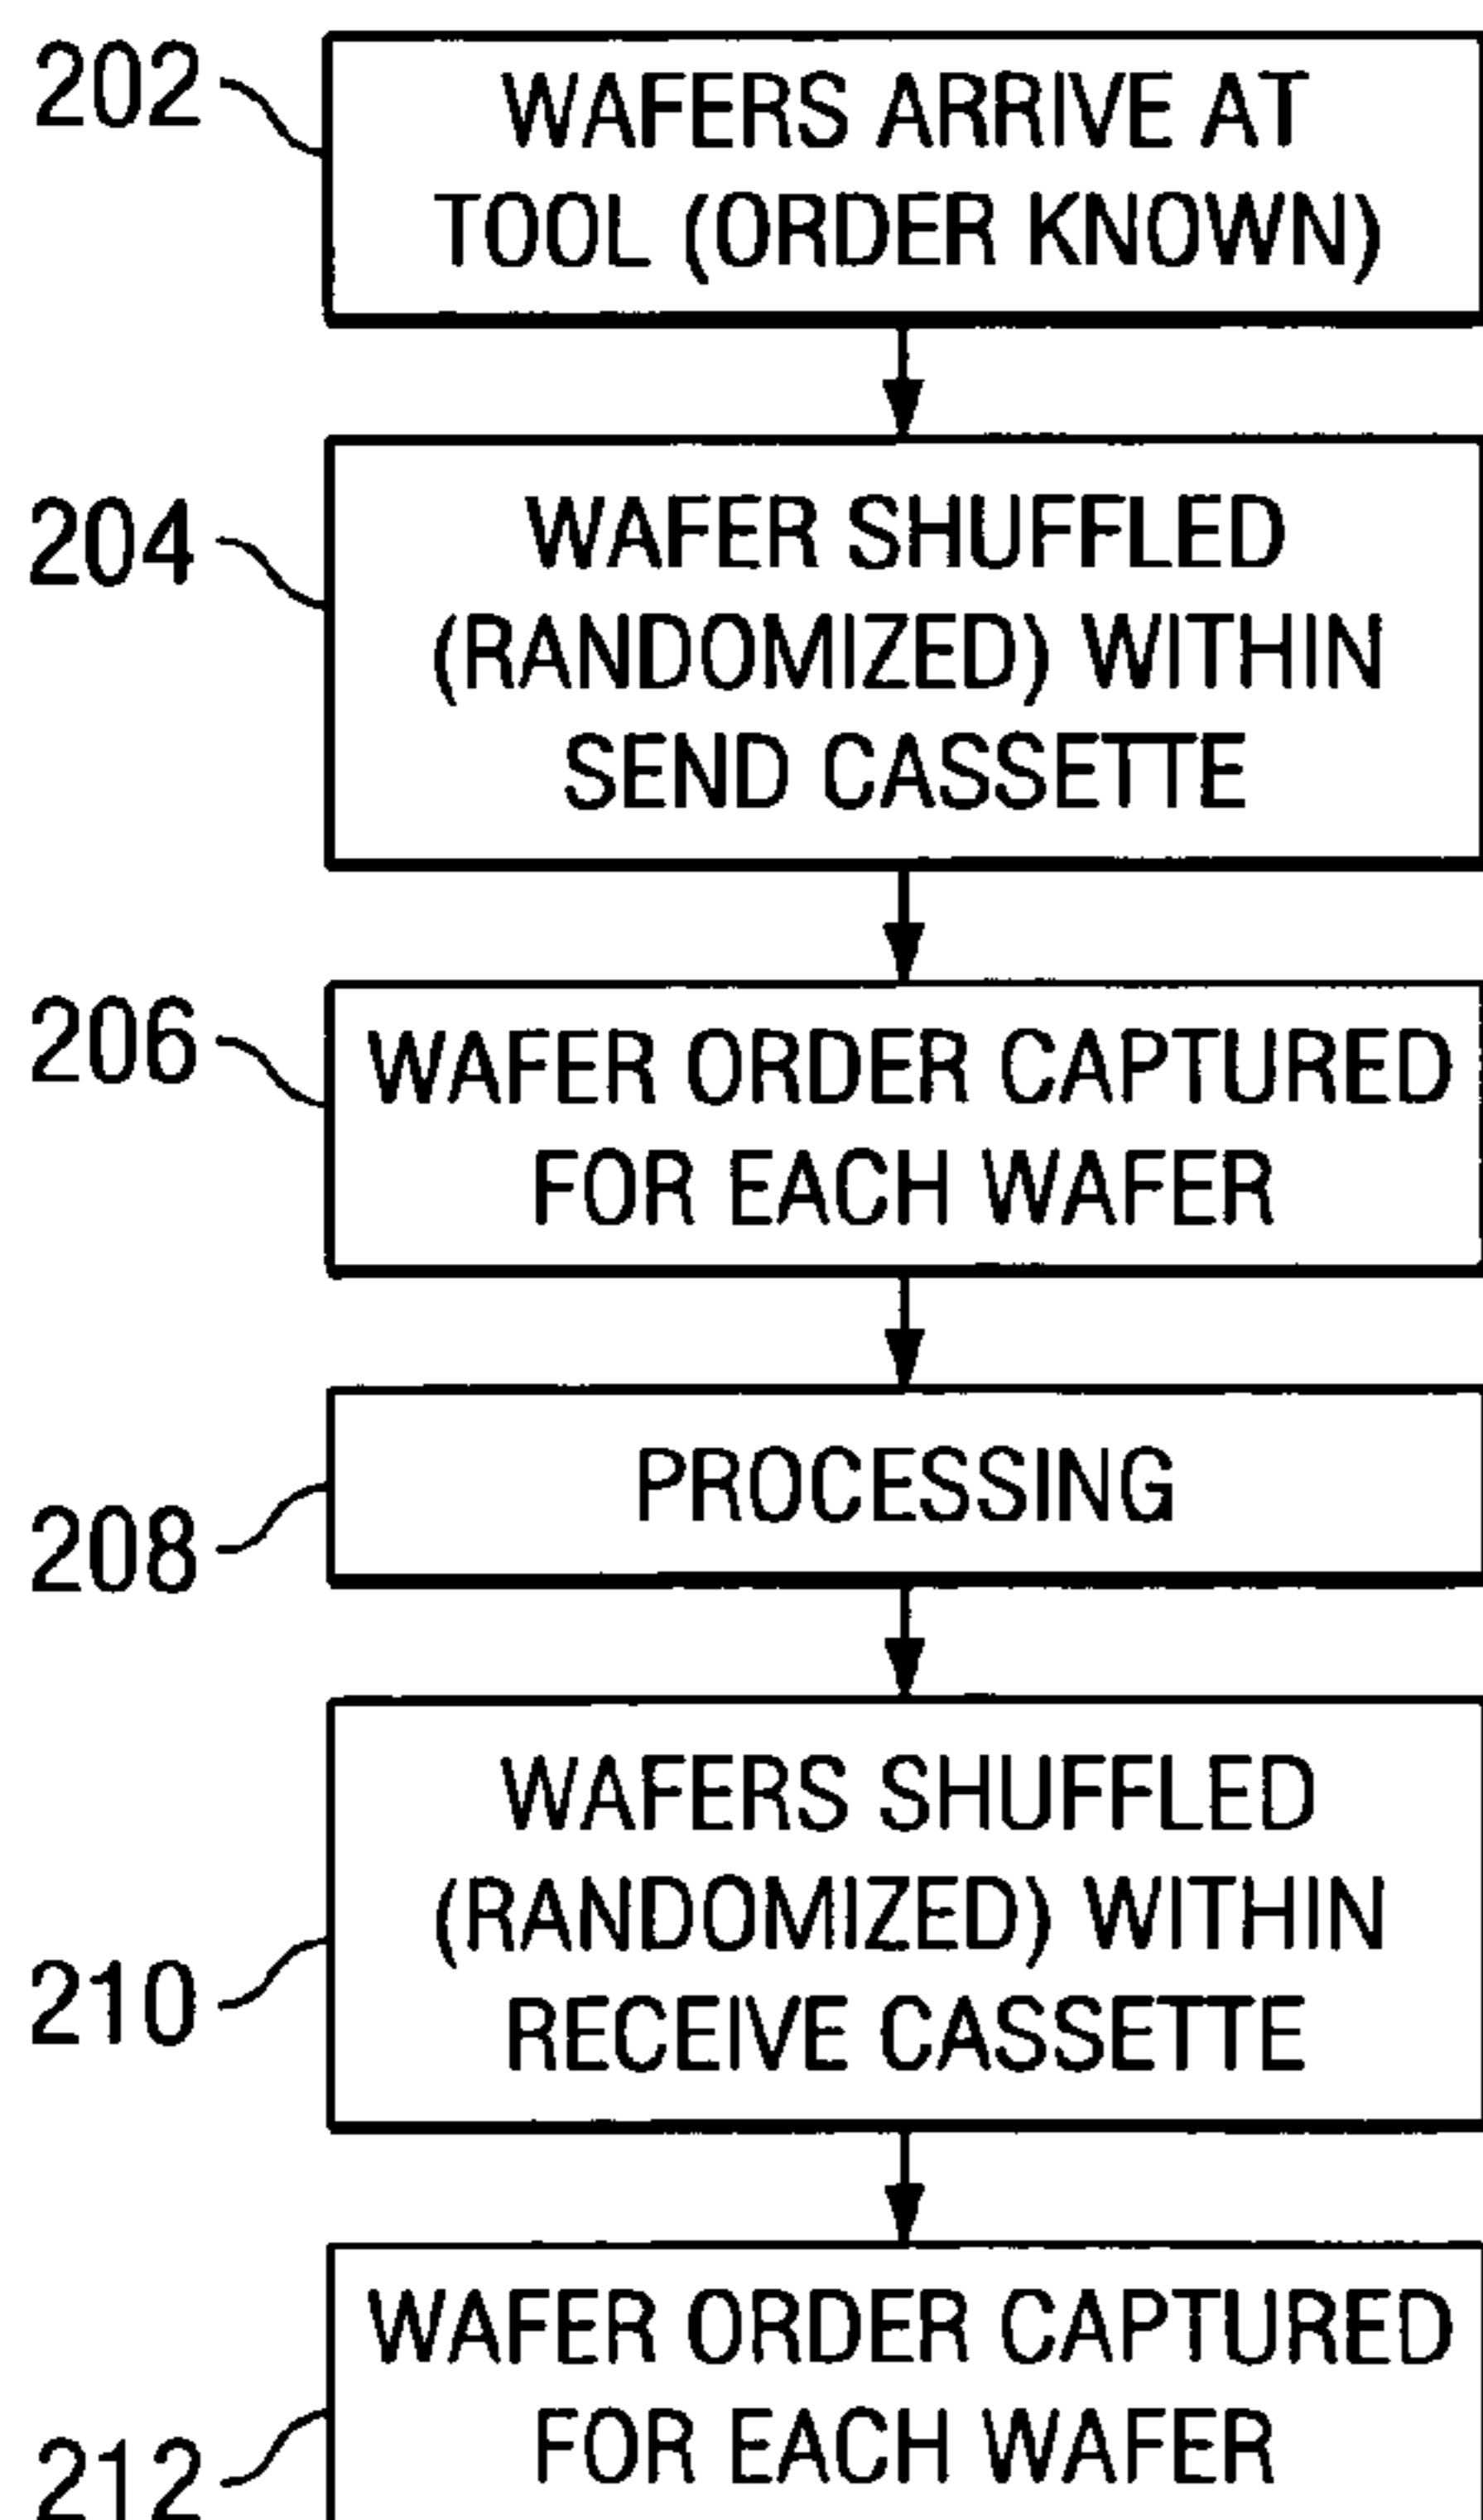 202
WAFERS ARRIVE AT
TOOL (ORDER KNOWN)
204
WAFER SHUFFLED
(RANDOMIZED) WITHIN
SEND CASSETTE
206
WAFER ORDER CAPTURED
FOR EACH WAFER
208
PROCESSING
210
WAFERS SHUFFLED
(RANDOMIZED) WITHIN
RECEIVE CASSETTE
212
WAFER ORDER CAPTURED
FOR EACH WAFER